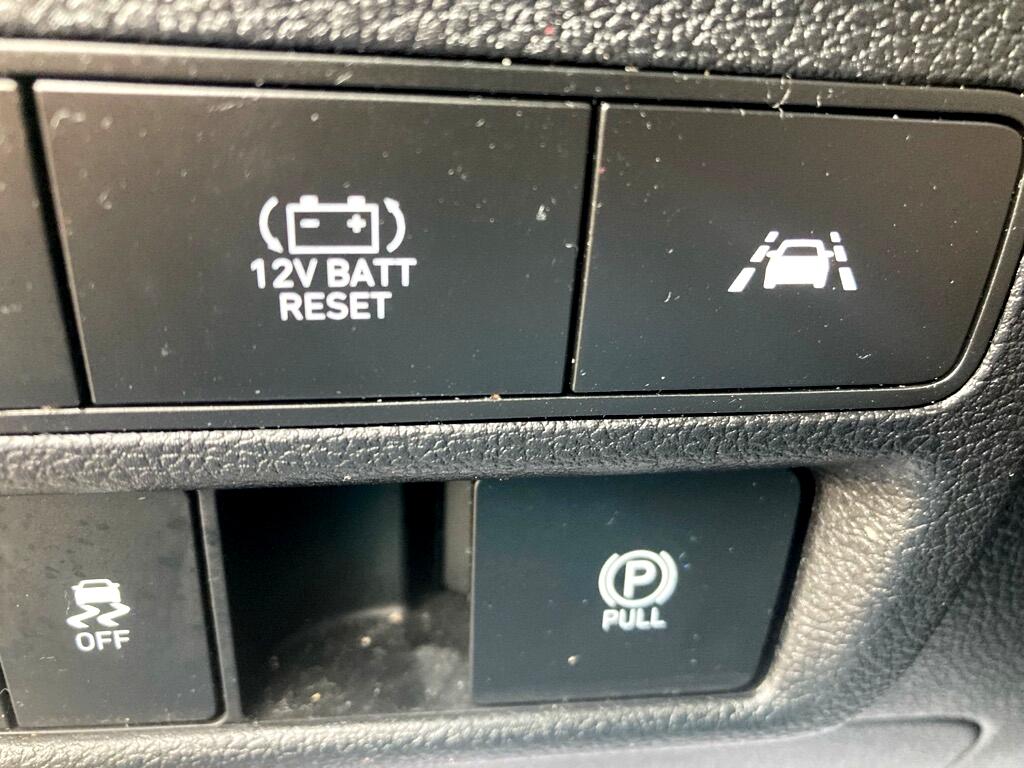 12V BATT
RESET
OFF
P
PULL